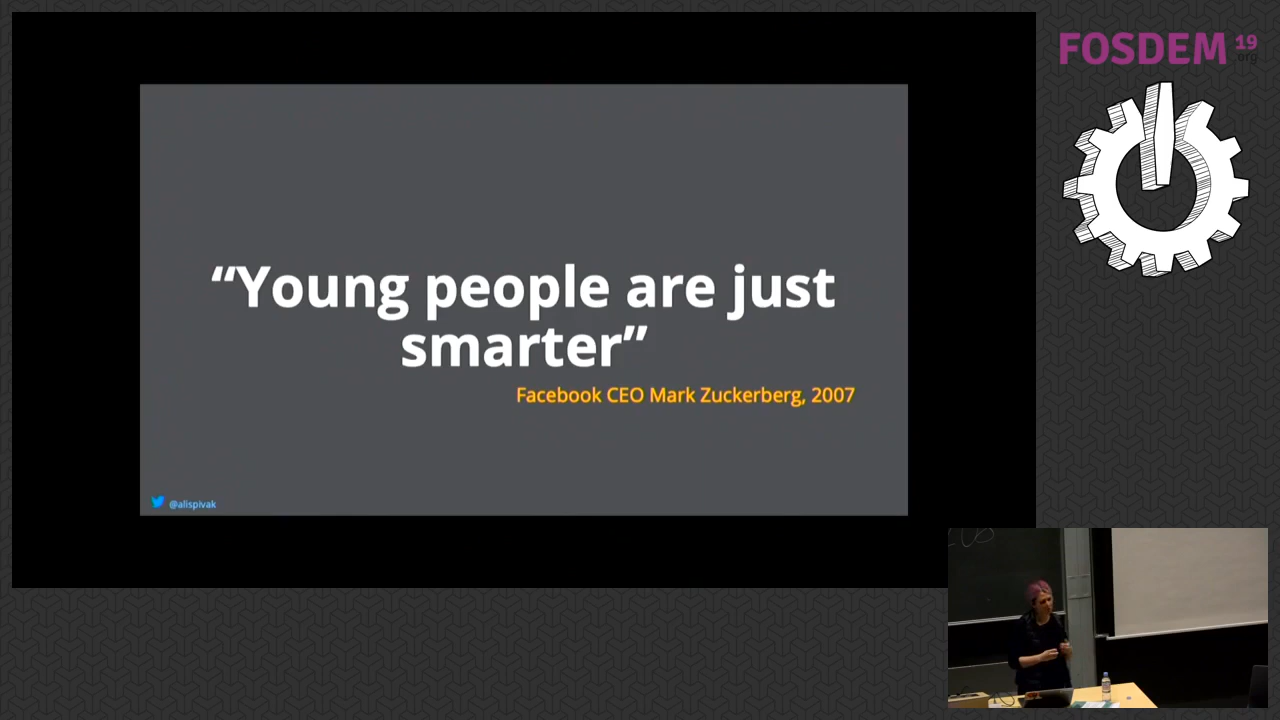 FOSDEM 19
.org
“Young people are just
smarter”
Facebook CEO Mark Zuckerberg, 2007
@alispivak